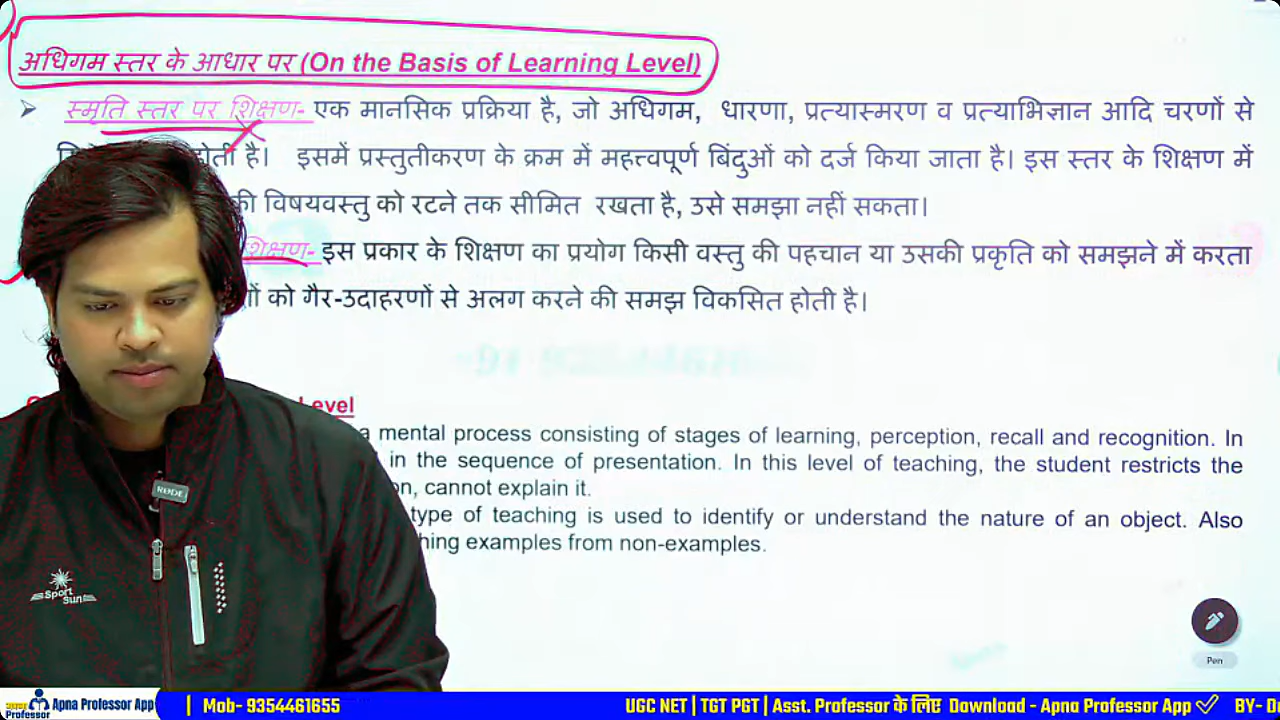 अधिगम स्तर के आधार पर (On the Basis of Learning Level)
➤ स्मृति स्तर पर शिक्षण- एक मानसिक प्रक्रिया है, जो अधिगम, धारणा, प्रत्यास्मरण व प्रत्याभिज्ञान आदि चरणों से
होती है। इसमें प्रस्तुतीकरण के क्रम में महत्त्वपूर्ण बिंदुओं को दर्ज किया जाता है। इस स्तर के शिक्षण में
की विषयवस्तु को रटने तक सीमित रखता है, उसे समझा नहीं सकता।
शिक्षण- इस प्रकार के शिक्षण का प्रयोग किसी वस्तु की पहचान या उसकी प्रकृति को समझने में करता
को गैर-उदाहरणों से अलग करने की समझ विकसित होती है।
Level
a mental process consisting of stages of learning, perception, recall and recognition. In
in the sequence of presentation. In this level of teaching, the student restricts the
cannot explain it.
type of teaching is used to identify or understand the nature of an object. Also
examples from non-examples.
RØDE
Sport
Sun
Pen
अपना
Professor
Apna Professor App
Mob- 9354461655
UGC NET | TGT PGT | Asst. Professor के लिए Download - Apna Professor App ✓ BY- D